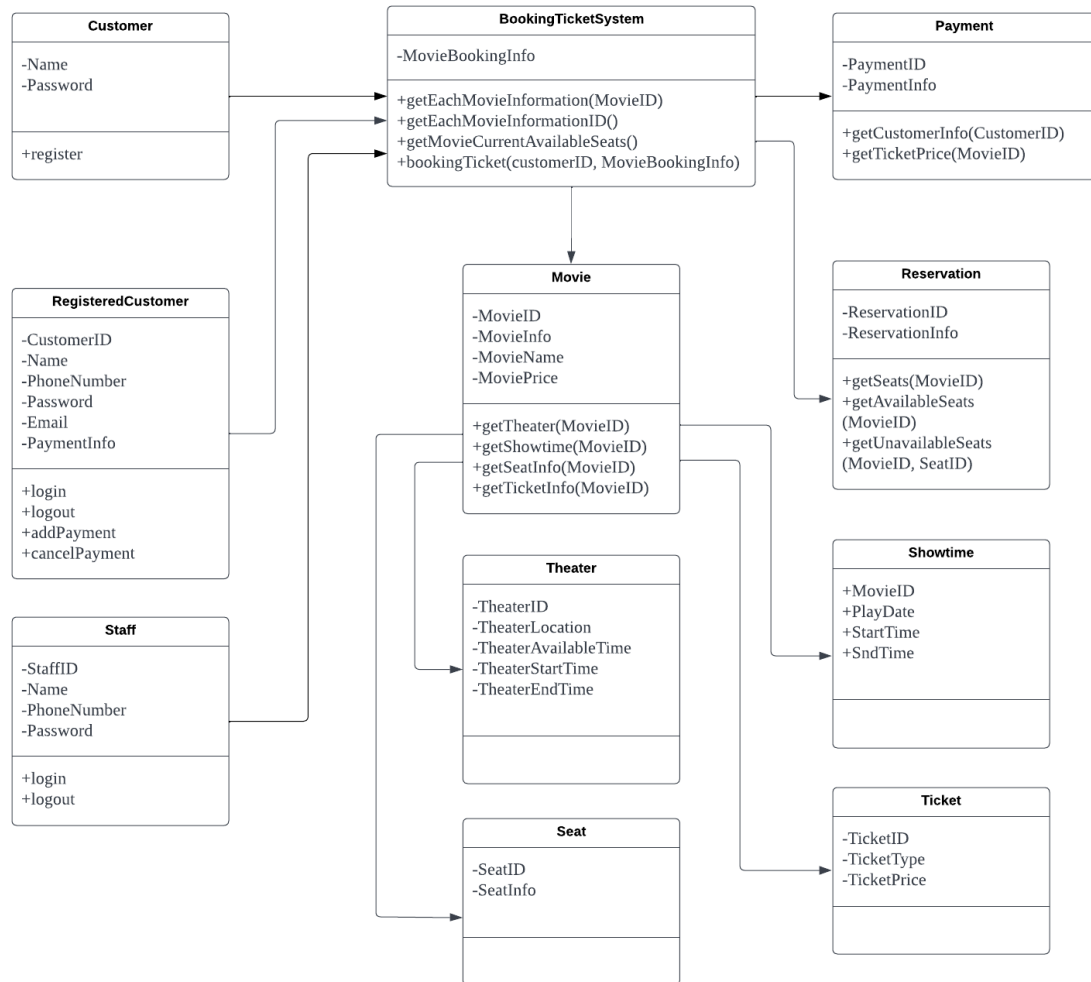 Customer
-Name
-Password
+register
BookingTicketSystem
-MovieBookingInfo
+getEachMovieInformation(MovieID)
+getEachMovieInformationID()
+getMovieCurrentAvailableSeats()
+bookingTicket(customerID, MovieBookingInfo)
Payment
-PaymentID
-PaymentInfo
+getCustomerInfo(CustomerID)
+getTicketPrice(MovieID)
RegisteredCustomer
-CustomerID
-Name
-PhoneNumber
-Password
-Email
-PaymentInfo
+login
+logout
+addPayment
+cancelPayment
Movie
-MovieID
-MovieInfo
-MovieName
-MoviePrice
+getTheater(MovieID)
+getShowtime(MovieID)
+getSeatInfo(MovieID)
+getTicketInfo(MovieID)
Reservation
-ReservationID
-ReservationInfo
+getSeats(MovieID)
+getAvailableSeats
(MovieID)
+getUnavailableSeats
(MovieID, SeatID)
Staff
-StaffID
-Name
-PhoneNumber
-Password
+login
+logout
Theater
-TheaterID
-TheaterLocation
-TheaterAvailableTime
-TheaterStartTime
-TheaterEndTime
Showtime
+MovieID
+PlayDate
+StartTime
+SndTime
Seat
-SeatID
-SeatInfo
Ticket
-TicketID
-TicketType
-TicketPrice